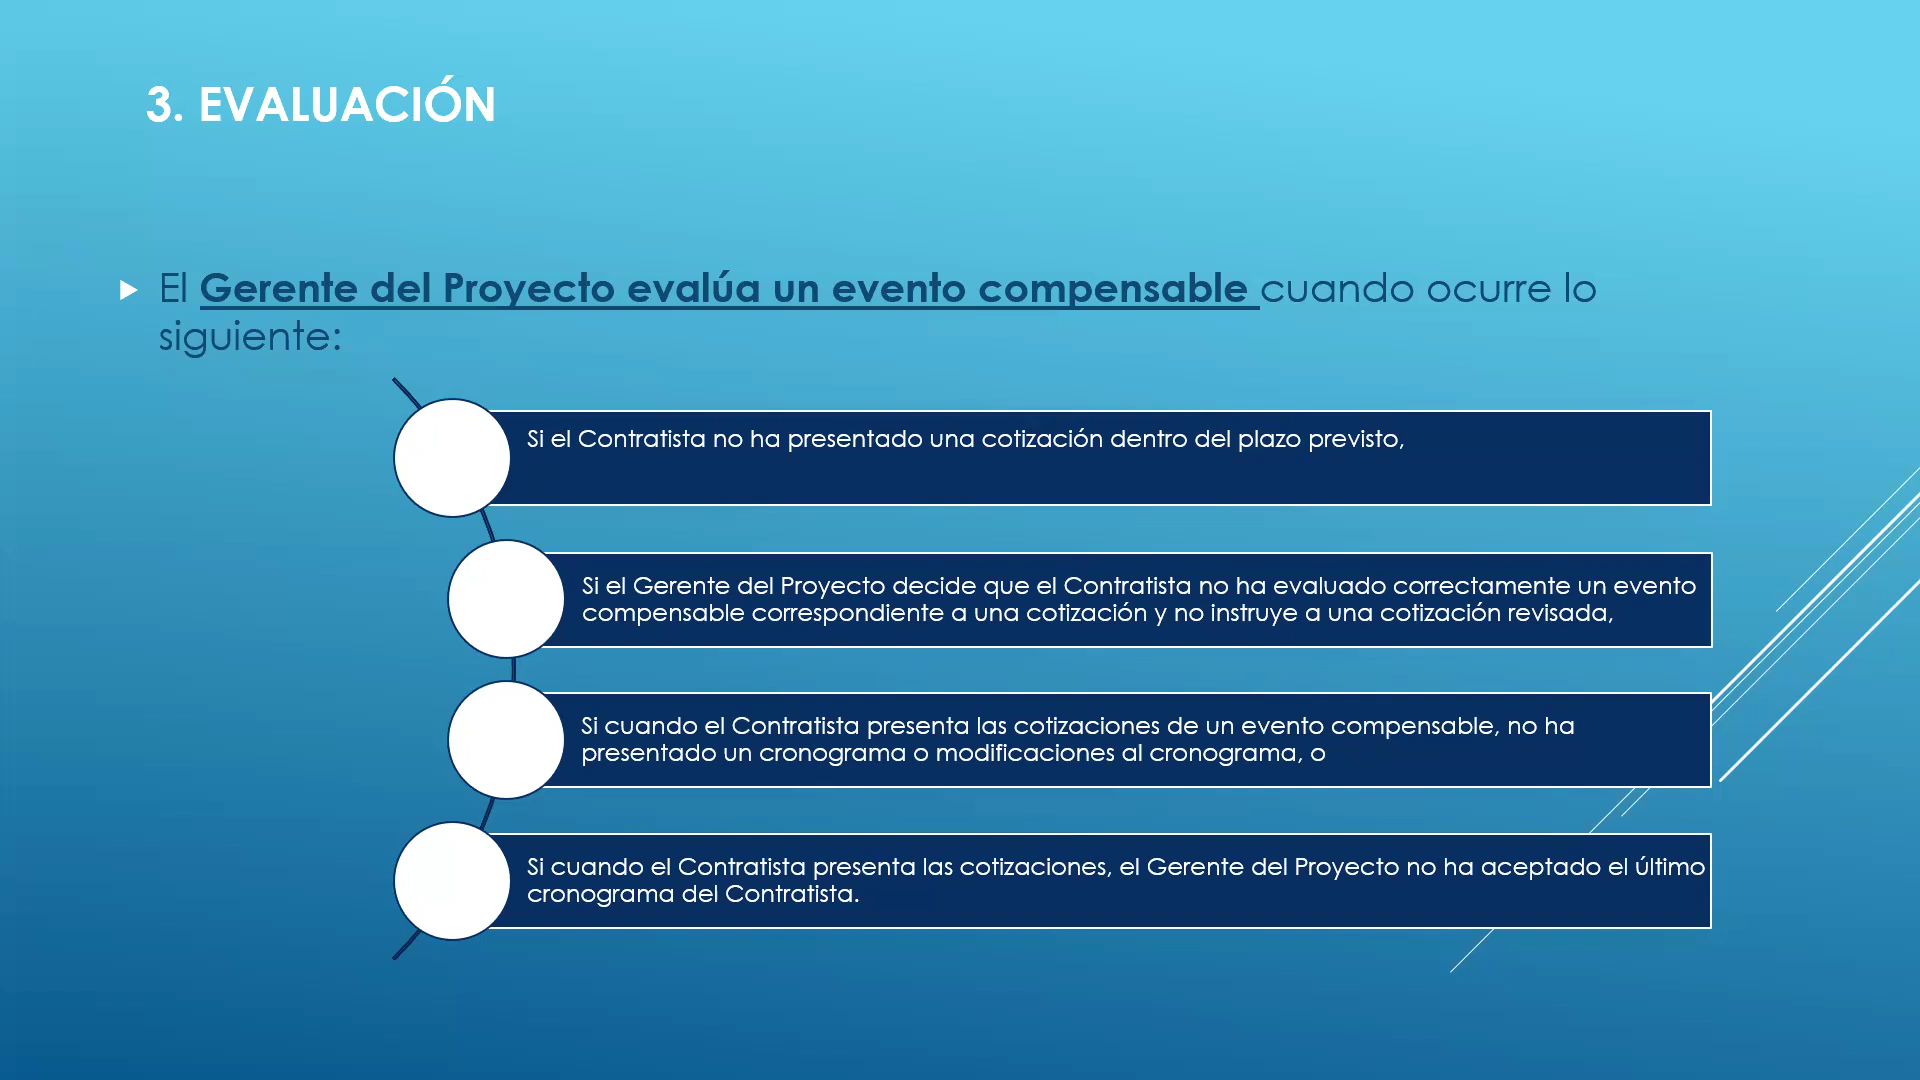 3. EVALUACIÓN
El Gerente del Proyecto evalúa un evento compensable cuando ocurre lo
siguiente:
Si el Contratista no ha presentado una cotización dentro del plazo previsto,
Si el Gerente del Proyecto decide que el Contratista no ha evaluado correctamente un evento
compensable correspondiente a una cotización y no instruye a una cotización revisada,
Si cuando el Contratista presenta las cotizaciones de un evento compensable, no ha
presentado un cronograma o modificaciones al cronograma, o
Si cuando el Contratista presenta las cotizaciones, el Gerente del Proyecto no ha aceptado el último
cronograma del Contratista.